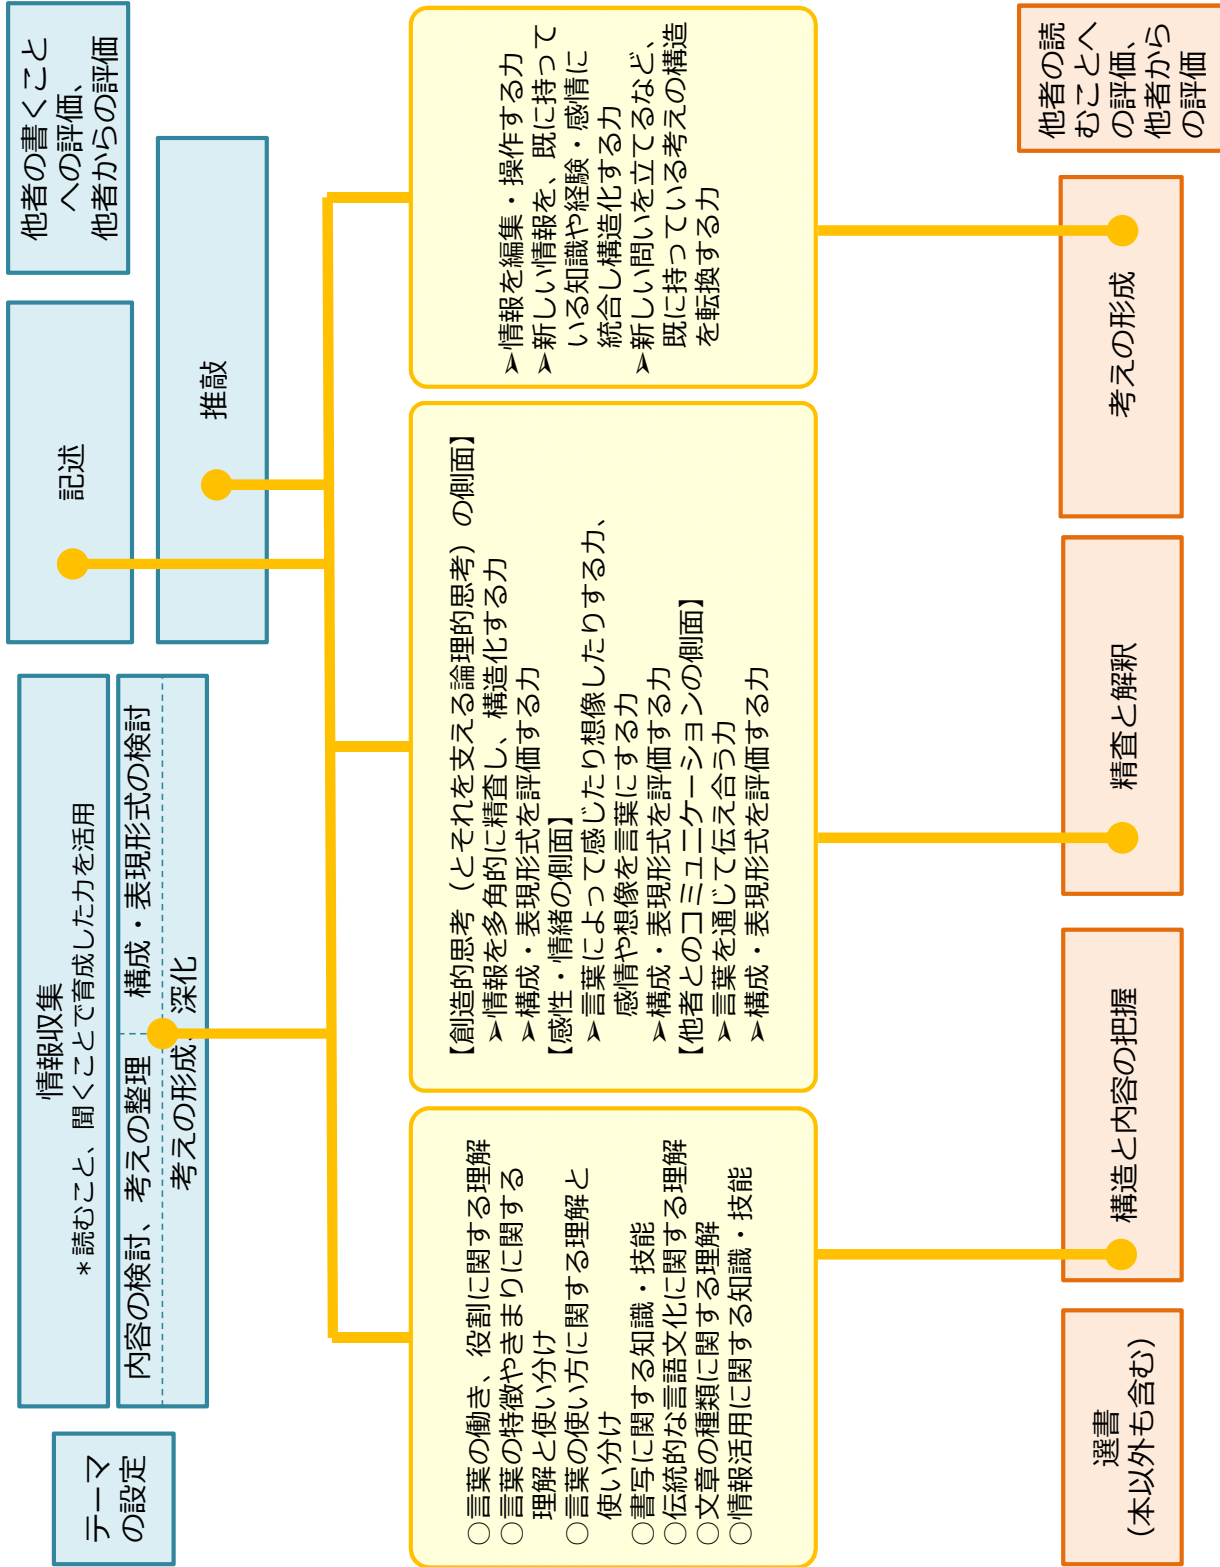 テーマ
の設定
情報収集
＊読むこと、聞くことで育成した力を活用
内容の検討、考えの整理
構成・表現形式の検討
考えの形成、深化
記述
推敲
他者の書くこと
への評価、
他者からの評価
○言葉の働き、役割に関する理解
○言葉の特徴やきまりに関する
理解と使い分け
○言葉の使い方に関する理解と
使い分け
○書写に関する知識・技能
○伝統的な言語文化に関する理解
○文章の種類に関する理解
○情報活用に関する知識・技能
【創造的思考（とそれを支える論理的思考）の側面】
➤情報を多角的に精査し、構造化する力
➤構成・表現形式を評価する力
【感性・情緒の側面】
➤言葉によって感じたり想像したりする力、
感情や想像を言葉にする力
➤構成・表現形式を評価する力
【他者とのコミュニケーションの側面】
➤言葉を通じて伝え合う力
➤構成・表現形式を評価する力
➤情報を編集・操作する力
➤新しい情報を、既に持って
いる知識や経験・感情に
統合し構造化する力
➤新しい問いを立てるなど、
既に持っている考えの構造
を転換する力
選書
（本以外も含む）
構造と内容の把握
精査と解釈
考えの形成
他者の読
むことへ
の評価、
他者から
の評価